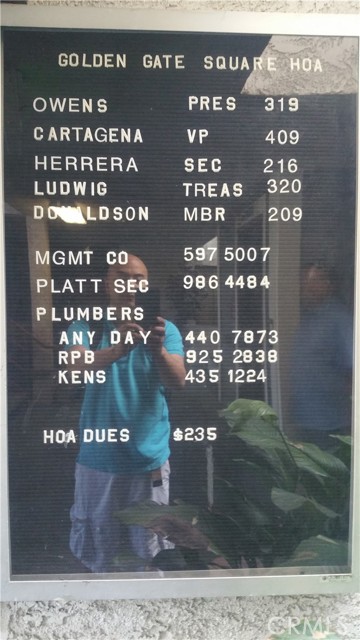 GOLDEN GATE SQUARE HOA
OWENS PRES 319
CARTAGENA VP 409
HERRERA SEC 216
LUDWIG TREAS 320
DONALDSON MBR 209
MGMT CO 597 5007
PLATT SEC 986 4484
PLUMBERS
ANY DAY 440 7873
RPB 925 2838
KENS 435 1224
HOA DUES $235
CRMLS